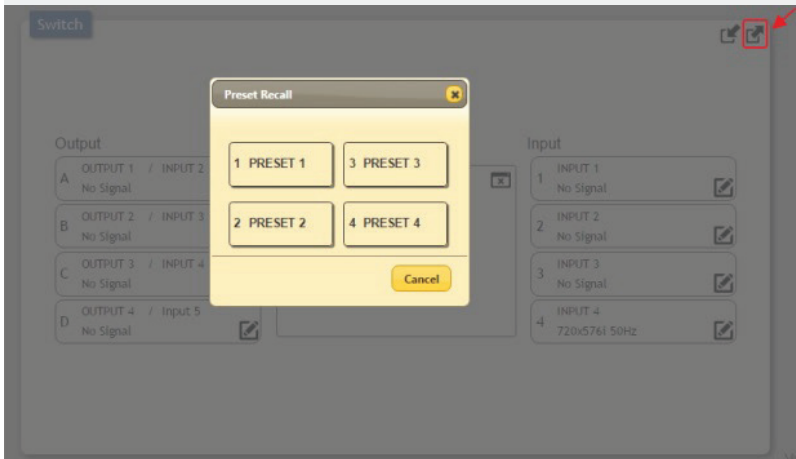 Switch
Preset Recall
1 PRESET 1
3 PRESET 3
2 PRESET 2
4 PRESET 4
Cancel
Output
A OUTPUT 1 / INPUT 2
No Signal
B OUTPUT 2 / INPUT 3
No Signal
C OUTPUT 3 / INPUT 4
No Signal
D OUTPUT 4 / Input 5
No Signal
Input
1 INPUT 1
No Signal
2 INPUT 2
No Signal
3 INPUT 3
No Signal
4 INPUT 4
720x576i 50Hz